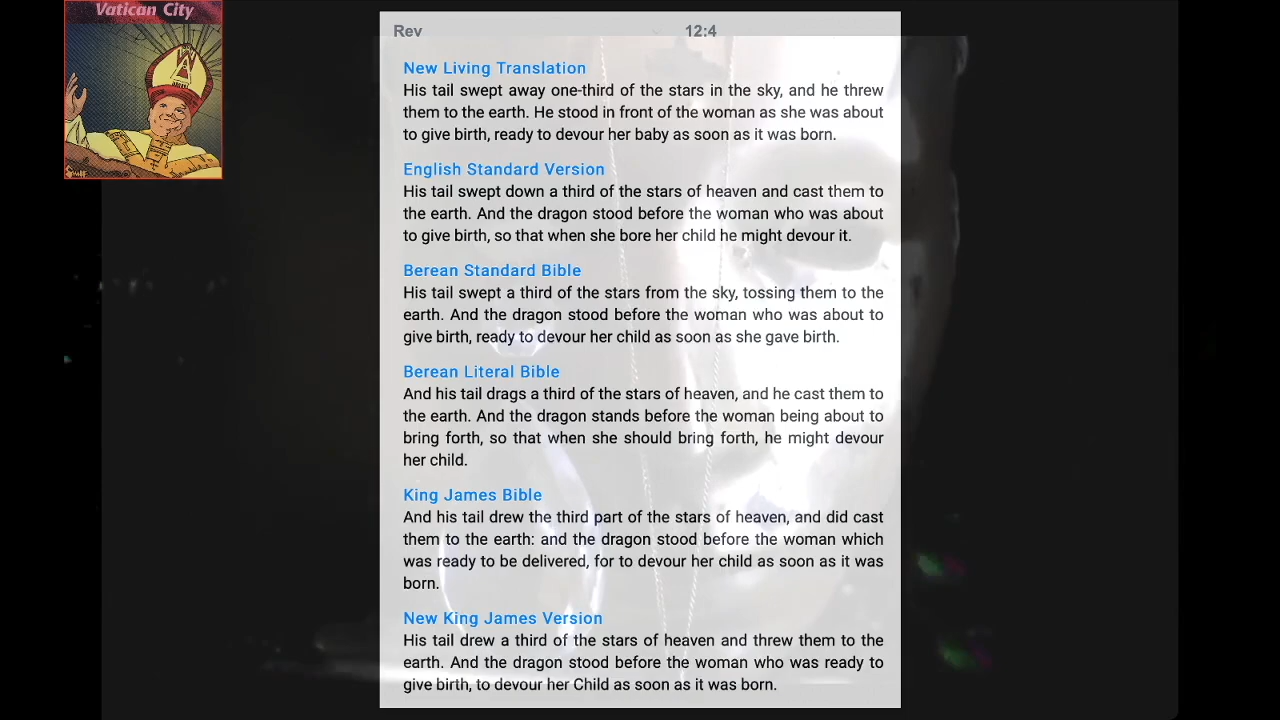 Vatican City
Rev 12:4
New Living Translation
His tail swept away one-third of the stars in the sky, and he threw
them to the earth. He stood in front of the woman as she was about
to give birth, ready to devour her baby as soon as it was born.
English Standard Version
His tail swept down a third of the stars of heaven and cast them to
the earth. And the dragon stood before the woman who was about
to give birth, so that when she bore her child he might devour it.
Berean Standard Bible
His tail swept a third of the stars from the sky, tossing them to the
earth. And the dragon stood before the woman who was about to
give birth, ready to devour her child as soon as she gave birth.
Berean Literal Bible
And his tail drags a third of the stars of heaven, and he cast them to
the earth. And the dragon stands before the woman being about to
bring forth, so that when she should bring forth, he might devour
her child.
King James Bible
And his tail drew the third part of the stars of heaven, and did cast
them to the earth: and the dragon stood before the woman which
was ready to be delivered, for to devour her child as soon as it was
born.
New King James Version
His tail drew a third of the stars of heaven and threw them to the
earth. And the dragon stood before the woman who was ready to
give birth, to devour her Child as soon as it was born.